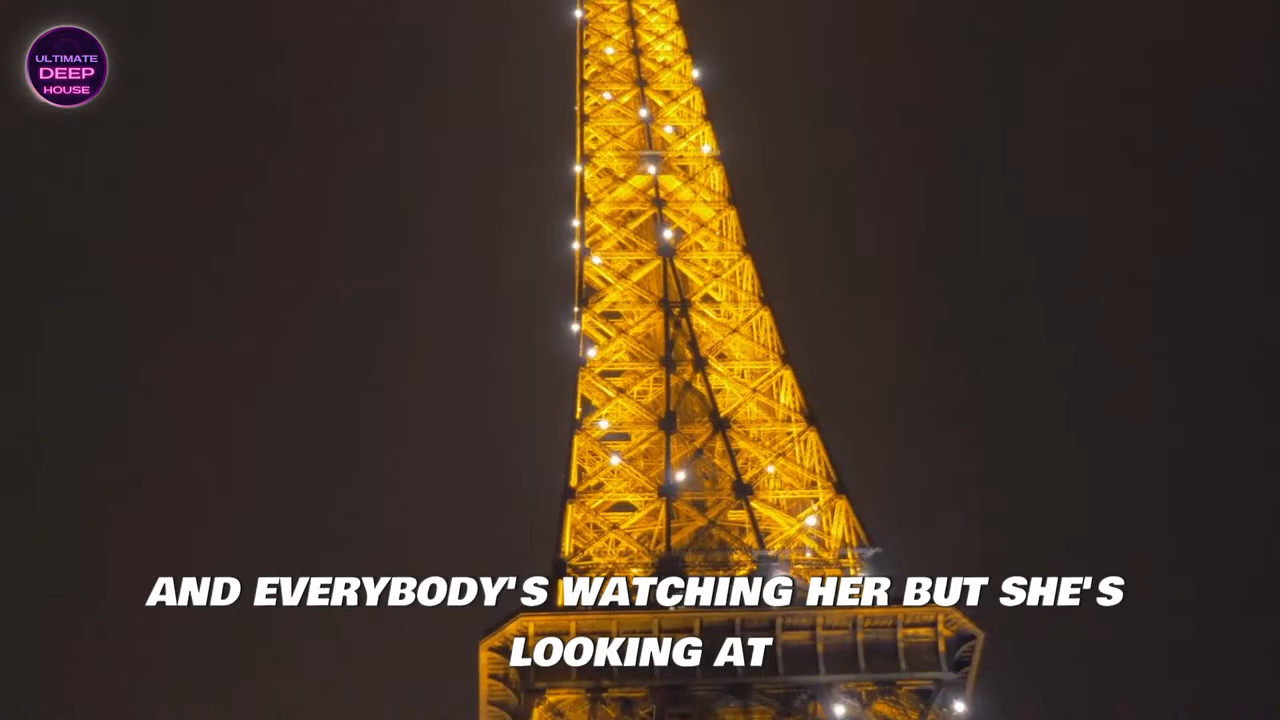 ULTIMATE
DEEP
HOUSE
AND EVERYBODY'S WATCHING HER BUT SHE'S
LOOKING AT